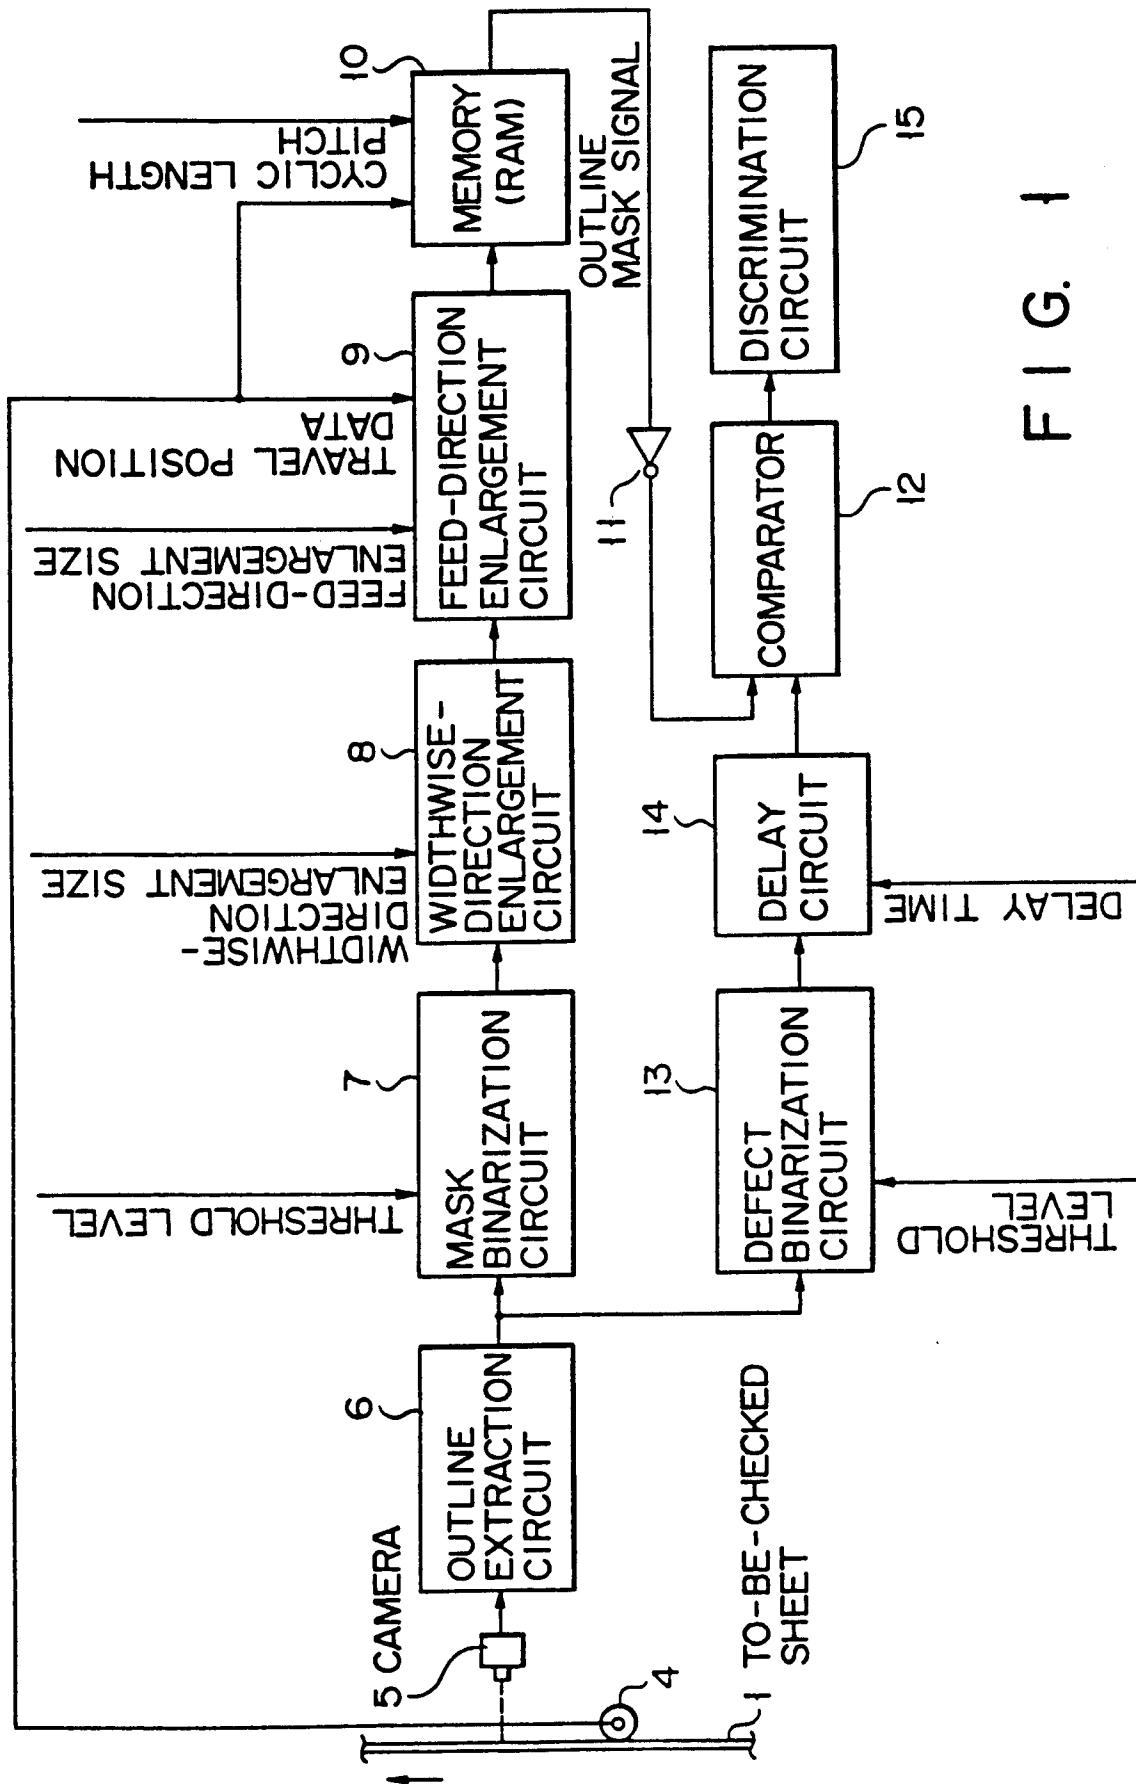 5 CAMERA
4
1 TO-BE-CHECKED
SHEET
6
OUTLINE
EXTRACTION
CIRCUIT
THRESHOLD LEVEL
7
MASK
BINARIZATION
CIRCUIT
WIDTHWISE-
DIRECTION
ENLARGEMENT SIZE
8
WIDTHWISE-
DIRECTION
ENLARGEMENT
CIRCUIT
FEED-DIRECTION
ENLARGEMENT SIZE
TRAVEL POSITION
DATA
9
FEED-DIRECTION
ENLARGEMENT
CIRCUIT
CYCLIC LENGTH
PITCH
10
MEMORY
(RAM)
OUTLINE
MASK SIGNAL
11
13
DEFECT
BINARIZATION
CIRCUIT
THRESHOLD
LEVEL
14
DELAY
CIRCUIT
DELAY TIME
COMPARATOR
12
DISCRIMINATION
CIRCUIT
15
FIG. 1